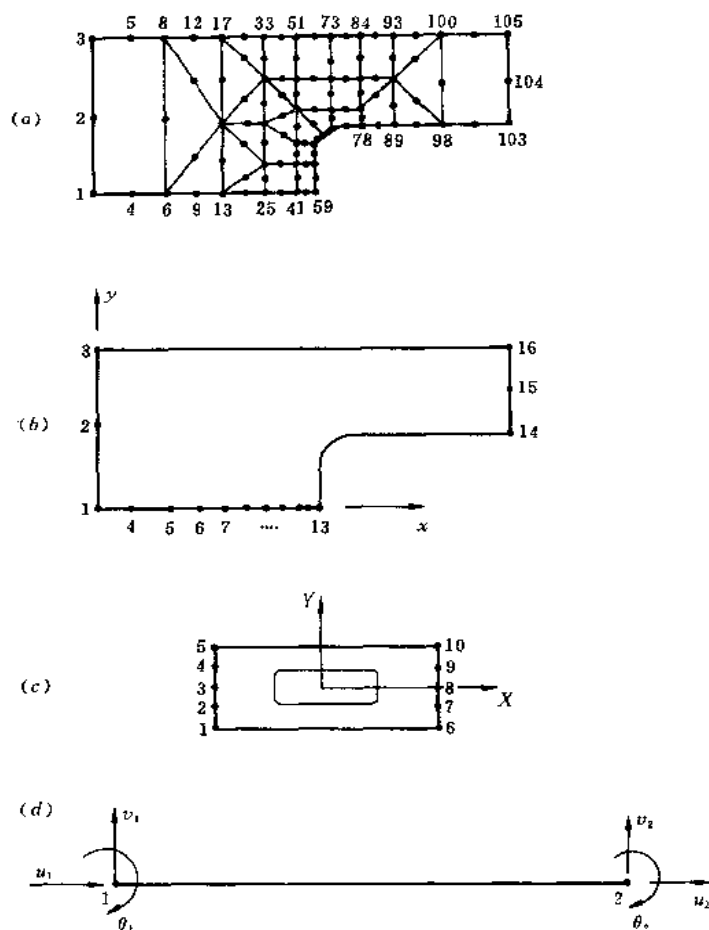 5 8 12 17 33 51 73 84 93 100 105
3
104
2
(a)
78 89 98 103
1
4 6 9 13 25 41 59
y
3 16
15
2
(b)
14
1
4 5 6 7 .... 13 x
Y
5 10
4 9
(c) 3 8 X
2 7
1 6
(d)
v₁ v₂
u₁
1 2 u₂
θ₁